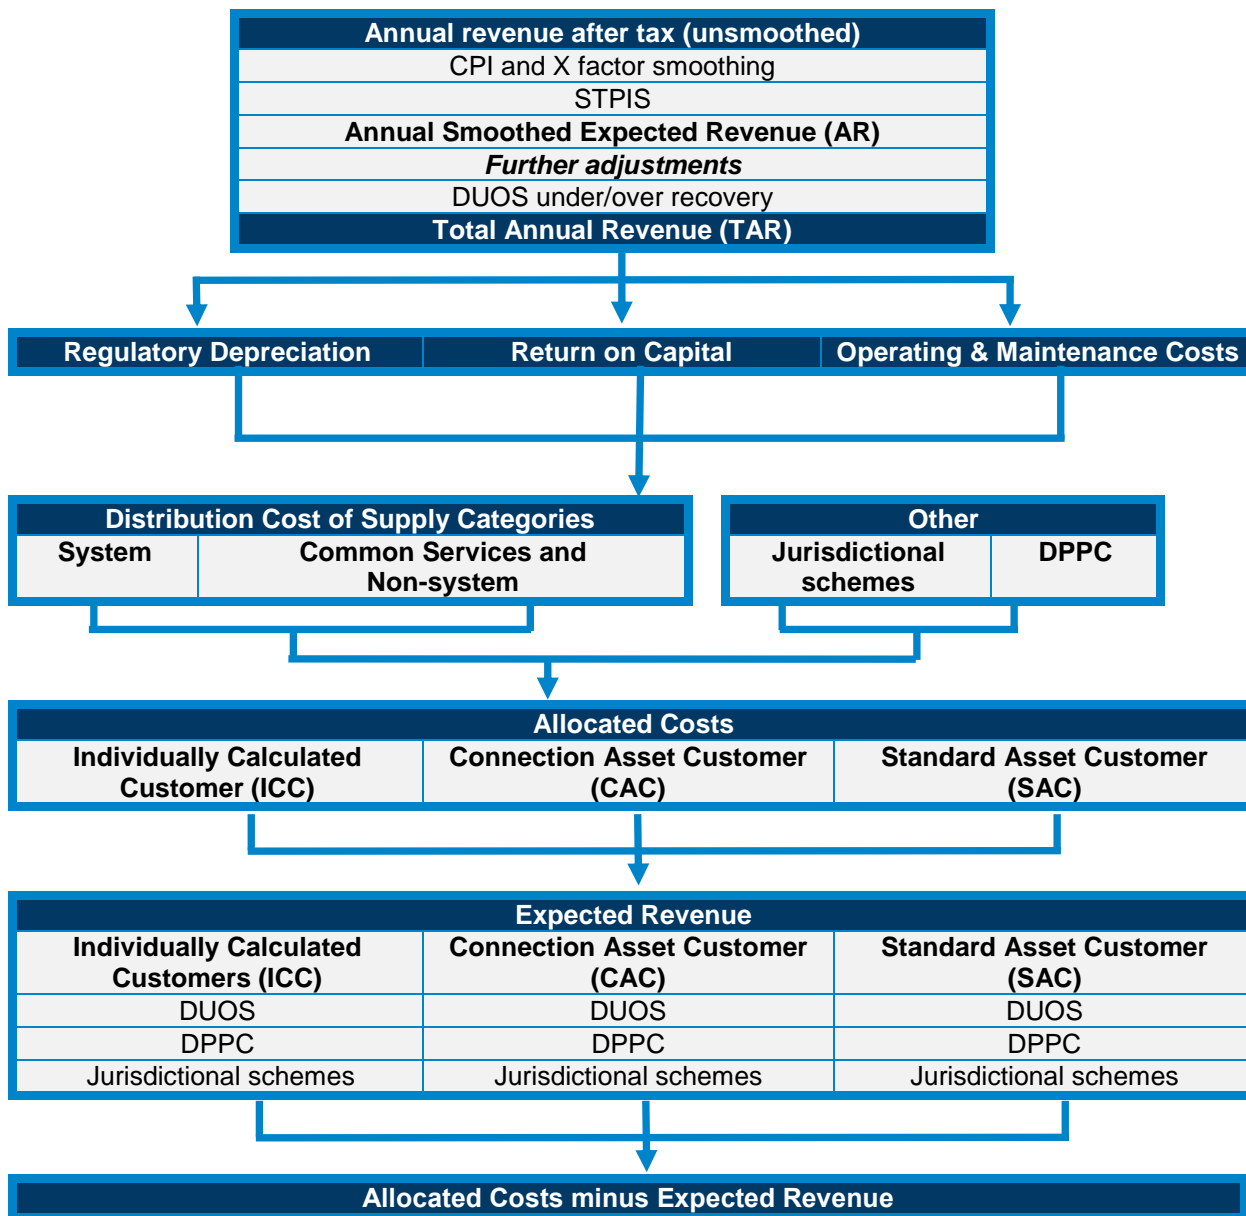 Annual revenue after tax (unsmoothed)
CPI and X factor smoothing
STPIS
Annual Smoothed Expected Revenue (AR)
Further adjustments
DUOS under/over recovery
Total Annual Revenue (TAR)
Regulatory Depreciation
Return on Capital
Operating & Maintenance Costs
Distribution Cost of Supply Categories
System
Common Services and
Non-system
Other
Jurisdictional
schemes
DPPC
Allocated Costs
Individually Calculated
Customer (ICC)
Connection Asset Customer
(CAC)
Standard Asset Customer
(SAC)
Expected Revenue
Individually Calculated
Customers (ICC)
Connection Asset Customer
(CAC)
Standard Asset Customer
(SAC)
DUOS
DUOS
DUOS
DPPC
DPPC
DPPC
Jurisdictional schemes
Jurisdictional schemes
Jurisdictional schemes
Allocated Costs minus Expected Revenue